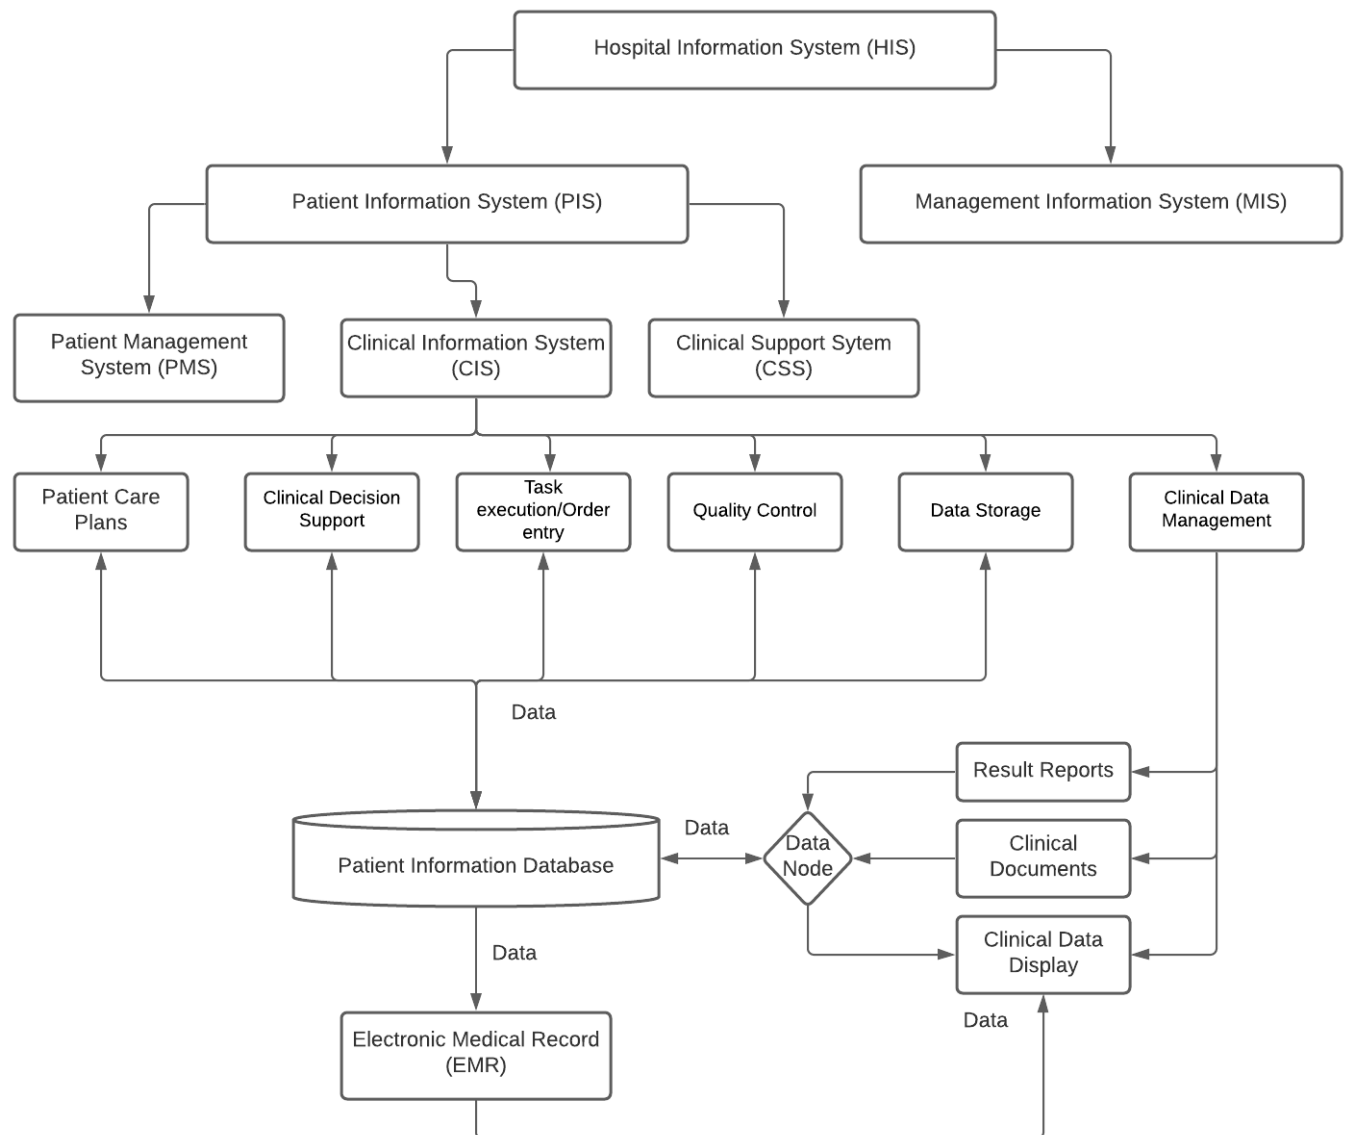 Hospital Information System (HIS)
Patient Information System (PIS)
Management Information System (MIS)
Patient Management
System (PMS)
Clinical Information System
(CIS)
Clinical Support Sytem
(CSS)
Patient Care
Plans
Clinical Decision
Support
Task
execution/Order
entry
Quality Control
Data Storage
Clinical Data
Management
Data
Result Reports
Data
Data
Node
Clinical
Documents
Patient Information Database
Data
Clinical Data
Display
Data
Electronic Medical Record
(EMR)